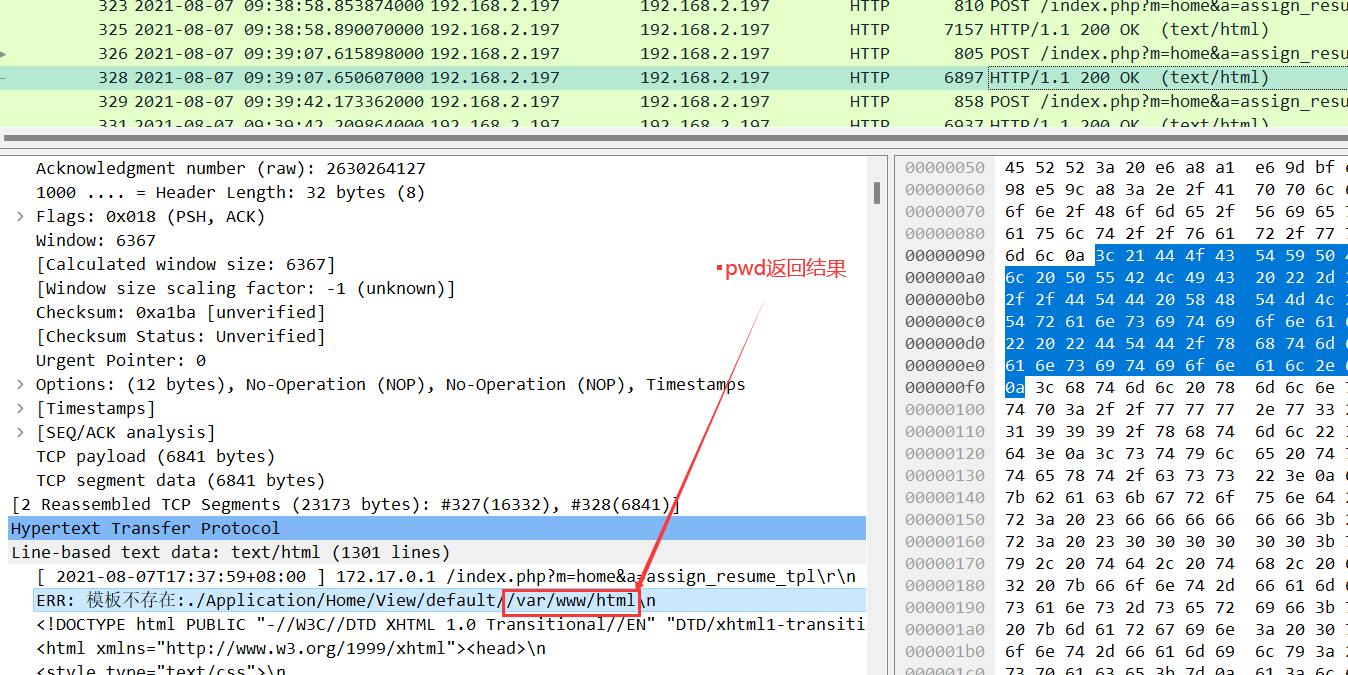 323 2021-08-07 09:38:58.853874000 192.168.2.197 192.168.2.197 HTTP 810 POST /index.php?m=home&a=assign_resu
325 2021-08-07 09:38:58.890070000 192.168.2.197 192.168.2.197 HTTP 7157 HTTP/1.1 200 OK (text/html)
326 2021-08-07 09:39:07.615898000 192.168.2.197 192.168.2.197 HTTP 805 POST /index.php?m=home&a=assign_resu
328 2021-08-07 09:39:07.650607000 192.168.2.197 192.168.2.197 HTTP 6897 HTTP/1.1 200 OK (text/html)
329 2021-08-07 09:39:42.173362000 192.168.2.197 192.168.2.197 HTTP 858 POST /index.php?m=home&a=assign_resu
331 2021-08-07 09:39:42.209864000 192.168.2.197 192.168.2.197 HTTP 6937 HTTP/1.1 200 OK (text/html)
Acknowledgment number (raw): 2630264127
1000 .... = Header Length: 32 bytes (8)
Flags: 0x018 (PSH, ACK)
Window: 6367
[Calculated window size: 6367]
[Window size scaling factor: -1 (unknown)]
Checksum: 0xa1ba [unverified]
[Checksum Status: Unverified]
Urgent Pointer: 0
Options: (12 bytes), No-Operation (NOP), No-Operation (NOP), Timestamps
[Timestamps]
[SEQ/ACK analysis]
TCP payload (6841 bytes)
TCP segment data (6841 bytes)
[2 Reassembled TCP Segments (23173 bytes): #327(16332), #328(6841)]
Hypertext Transfer Protocol
Line-based text data: text/html (1301 lines)
[ 2021-08-07T17:37:59+08:00 ] 172.17.0.1 /index.php?m=home&a=assign_resume_tpl\r\n
ERR: 模板不存在:./Application/Home/View/default//var/www/html\n
<!DOCTYPE html PUBLIC "-//W3C//DTD XHTML 1.0 Transitional//EN" "DTD/xhtml1-transiti
<html xmlns="http://www.w3.org/1999/xhtml"><head>\n
<style type="text/css">\n
▪pwd返回结果
00000050 45 52 52 3a 20 e6 a8 a1 e6 9d bf
00000060 98 e5 9c a8 3a 2e 2f 41 70 70 6c
00000070 6f 6e 2f 48 6f 6d 65 2f 56 69 65
00000080 61 75 6c 74 2f 2f 76 61 72 2f 77
00000090 6d 6c 0a 3c 21 44 4f 43 54 59 50
000000a0 6c 20 50 55 42 4c 49 43 20 22 2d
000000b0 2f 2f 44 54 44 20 58 48 54 4d 4c
000000c0 54 72 61 6e 73 69 74 69 6f 6e 61
000000d0 22 20 22 44 54 44 2f 78 68 74 6d
000000e0 61 6e 73 69 74 69 6f 6e 61 6c 2e
000000f0 0a 3c 68 74 6d 6c 20 78 6d 6c 6e
00000100 74 70 3a 2f 2f 77 77 77 2e 77 33
00000110 31 39 39 39 2f 78 68 74 6d 6c 22
00000120 64 3e 0a 3c 73 74 79 6c 65 20 74
00000130 74 65 78 74 2f 63 73 73 22 3e 0a
00000140 7b 62 61 63 6b 67 72 6f 75 6e 64
00000150 72 3a 20 23 66 66 66 66 66 66 3b
00000160 72 3a 20 23 30 30 30 30 30 30 3b
00000170 79 2c 20 74 64 2c 20 74 68 2c 20
00000180 32 20 7b 66 6f 6e 74 2d 66 61 6d
00000190 73 61 6e 73 2d 73 65 72 69 66 3b
000001a0 20 7b 6d 61 72 67 69 6e 3a 20 30
000001b0 6f 6e 74 2d 66 61 6d 69 6c 79 3a
000001c0 73 70 61 63 65 3b 7d 0a 61 3a 6c